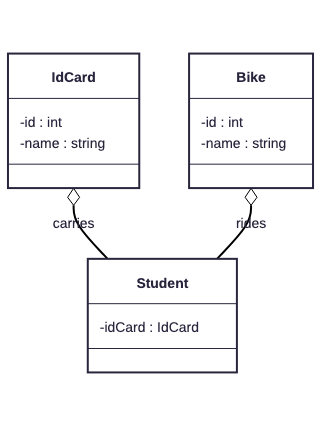 IdCard
-id : int
-name : string
Bike
-id : int
-name : string
carries
rides
Student
-idCard : IdCard